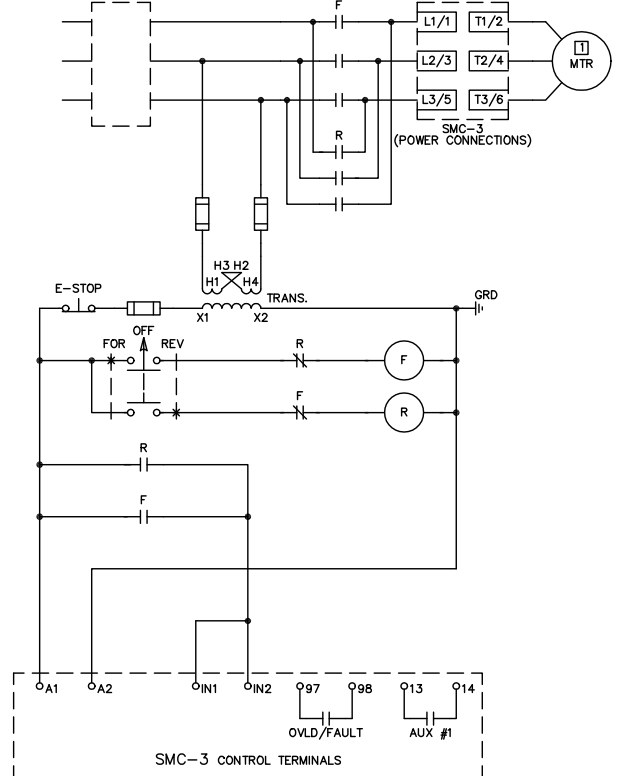 F
L1/1 T1/2
1
L2/3 T2/4 MTR
L3/5 T3/6
SMC-3
(POWER CONNECTIONS)
R
H3 H2
H1 H4
E-STOP
TRANS.
GRD
X1 X2
OFF
FOR REV
R
F
F
R
R
F
A1 A2 IN1 IN2 97 98 13 14
OVLD/FAULT AUX #1
SMC-3 CONTROL TERMINALS